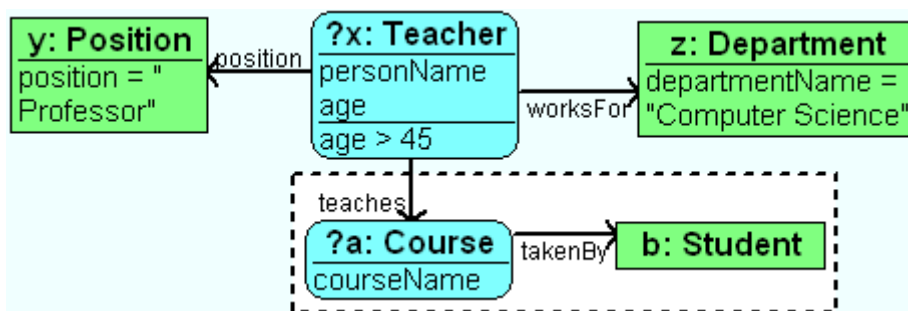 y: Position
position = "
Professor"
position
?x: Teacher
personName
age
age > 45
worksFor
z: Department
departmentName =
"Computer Science"
teaches
?a: Course
courseName
takenBy
b: Student